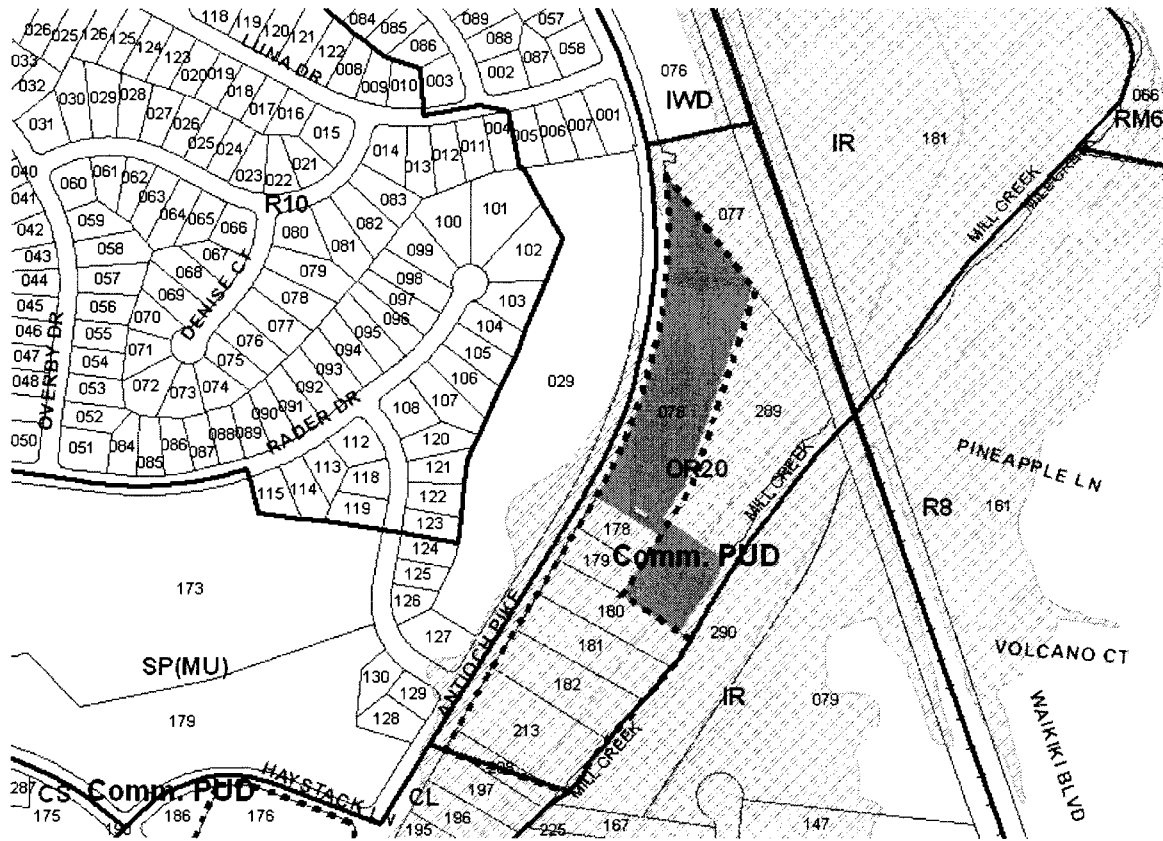 118 119 120 121 122 084 085 086 089 088 087 057 058
026 025 126 125 124 123 LUNA DR 008 009 010 003 002
033 032 020 019 018 017 016 015 076 IWD
030 029 028 027 026 025 024 023 022 021
031 014 013 012 011 004 005 006 007 001
IR 181 066 RM6
040 041 042 043 044 045 046 047 048 050
060 061 062 063 064 065 066 R10
059 058 057 056 055 054 053 052 051
067 068 069 070 071 072 073 074 075 076 077 078 079 080 081 082 083
DENISE CT
OVERBY DR
100 101 102 103 104 105 106 107 108
099 098 097 096 095 094 093 092 091 090 089 088 087 086 085 084
RADER DR
077
MILL CREEK
029
078
289
OR20
MILL CREEK
PINEAPPLE LN
R8 161
112 113 114 115 118 119 120 121 122 123
124 125 126 127
178 179
Comm. PUD
180 181 182 213
290
173
SP(MU)
179
130 129 128
ANTIOCH PIKE
IR 079
VOLCANO CT
WAIKIKI BLVD
MILL CREEK
HAYSTACK
287 CS Comm. PUD
175 190 186 176
CL 197 196 195
225 167 147